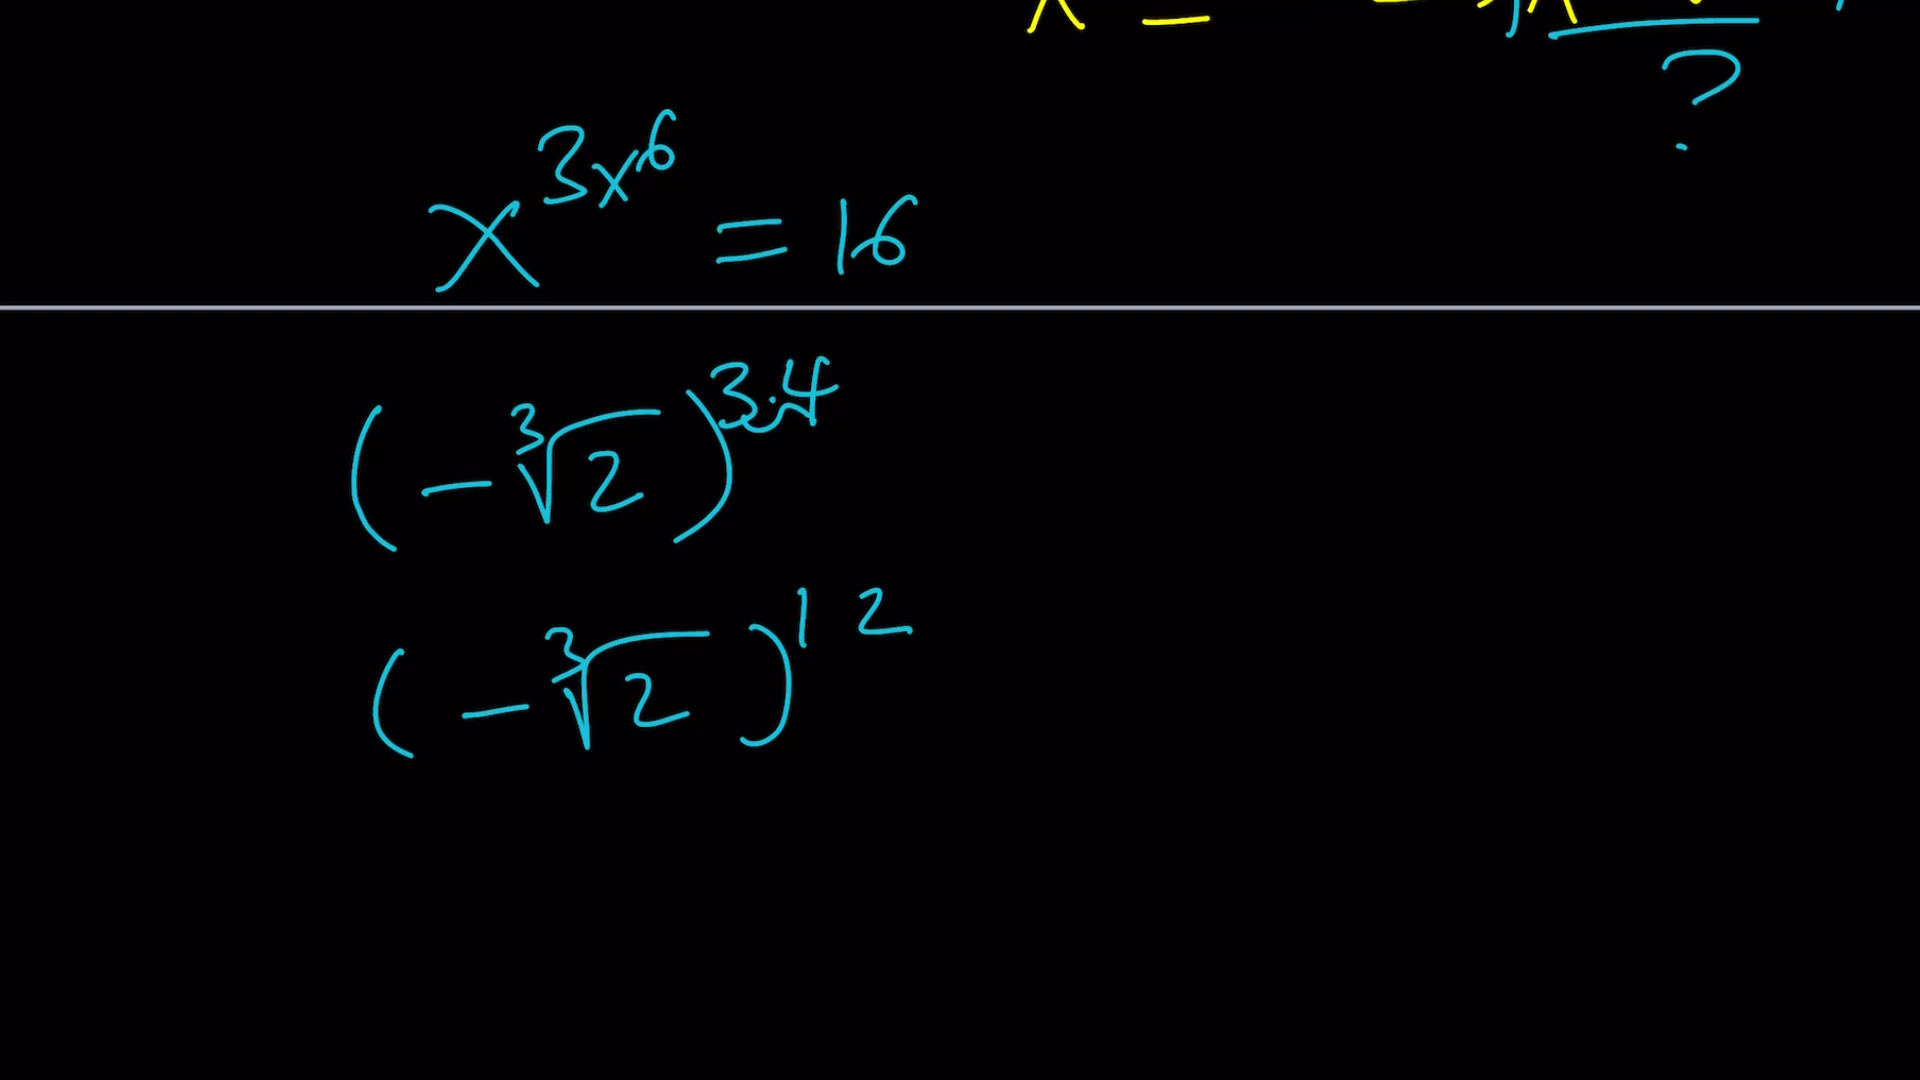 ?
x^{3x^6} = 16
(-∛2)^{3·4}
(-∛2)^{12}